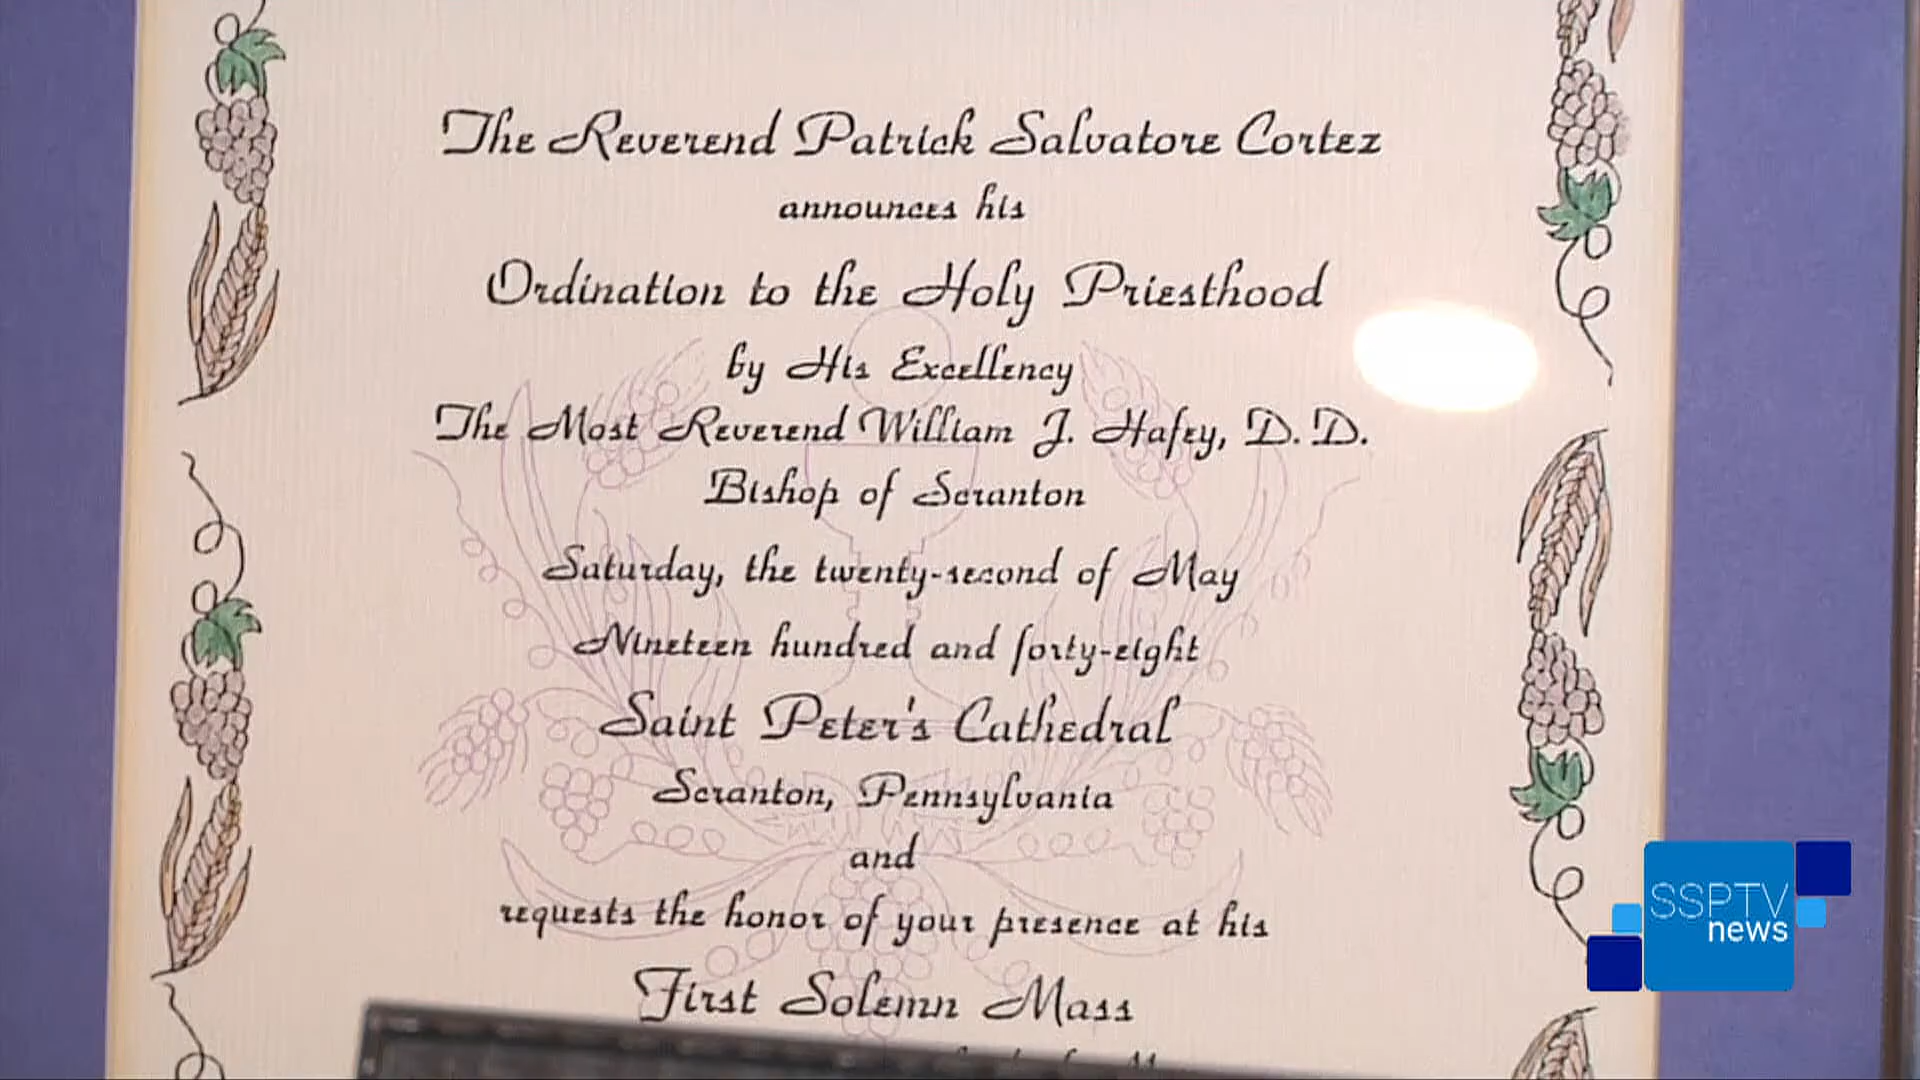 The Reverend Patrick Salvatore Cortez
announces his
Ordination to the Holy Priesthood
by His Excellency
The Most Reverend William J. Hafey, D. D.
Bishop of Scranton
Saturday, the twenty-second of May
Nineteen hundred and forty-eight
Saint Peter's Cathedral
Scranton, Pennsylvania
and
requests the honor of your presence at his
First Solemn Mass
SSPTV
news